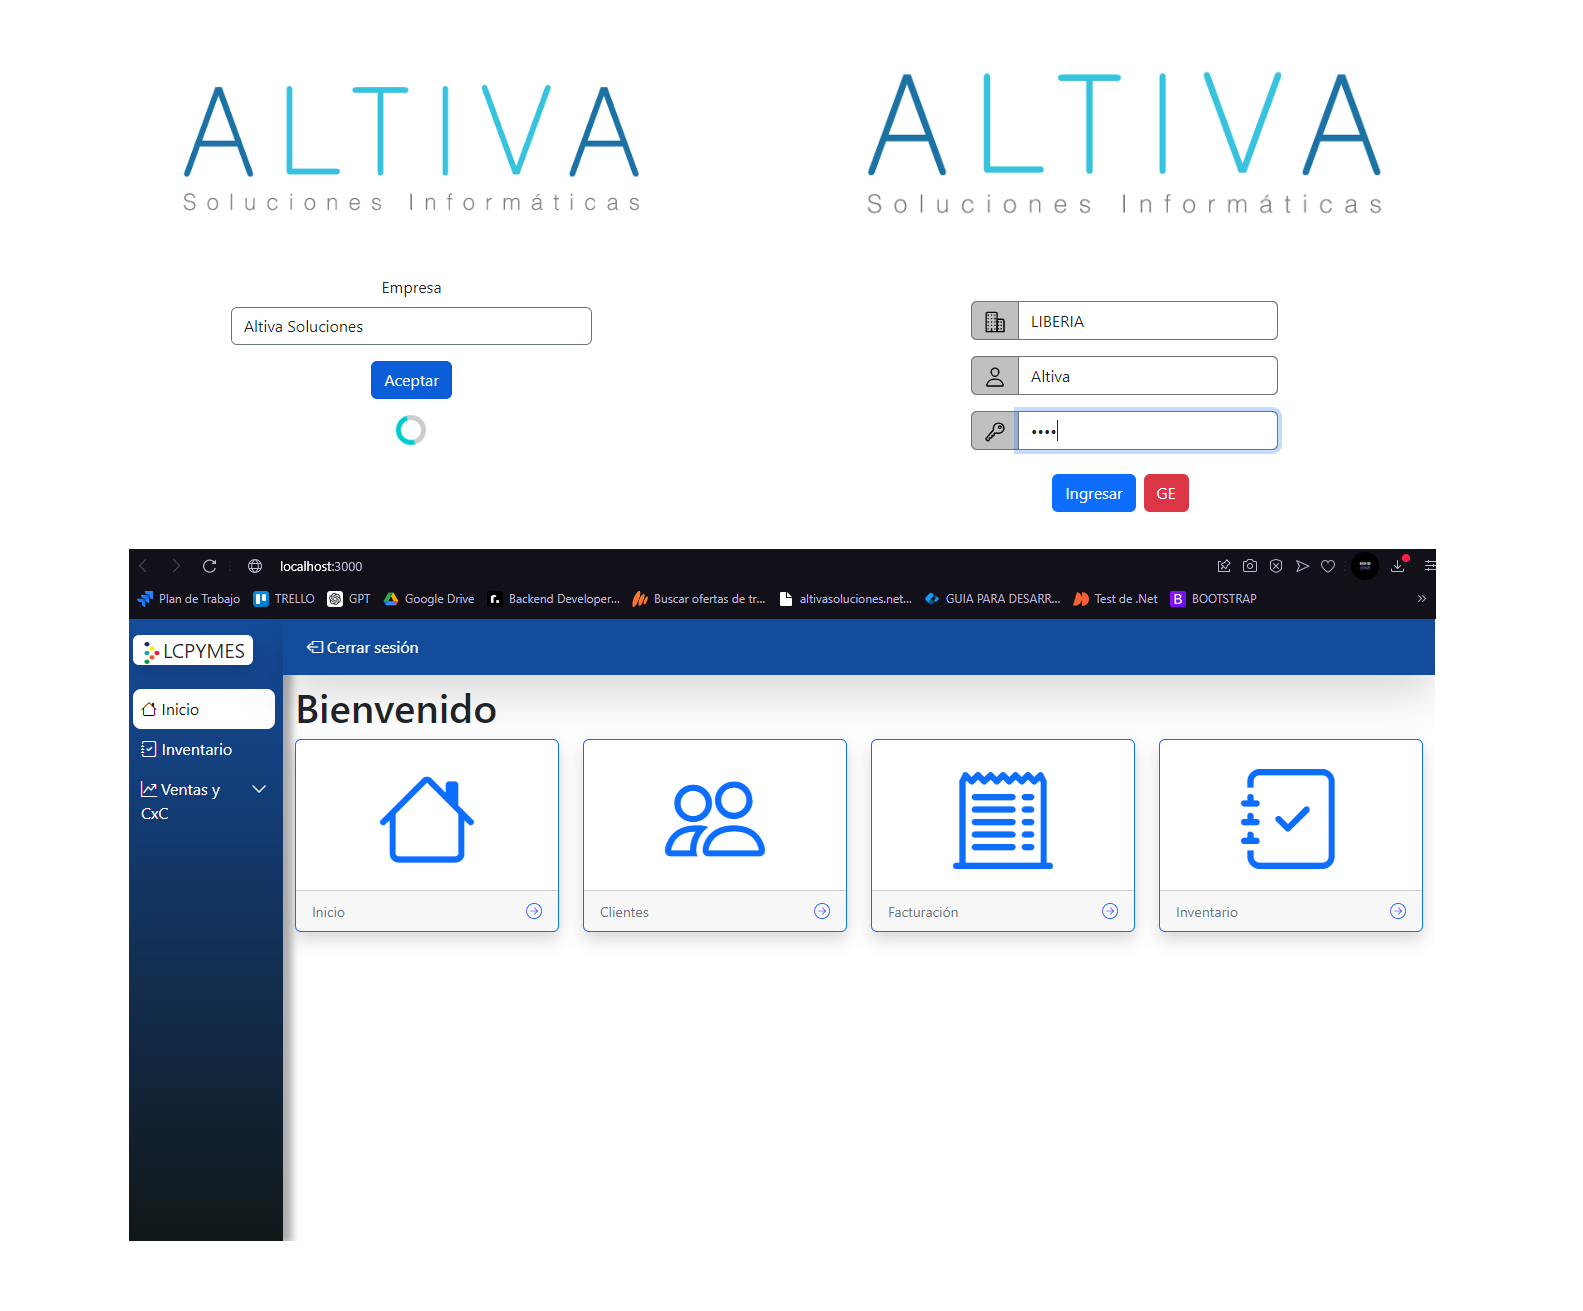 ALTIVA
Soluciones Informáticas
Empresa
Altiva Soluciones
Aceptar
ALTIVA
Soluciones Informáticas
LIBERIA
Altiva
••••
Ingresar GE
localhost:3000
Plan de Trabajo TRELLO GPT Google Drive Backend Developer... Buscar ofertas de tr... altivasoluciones.net... GUIA PARA DESARR... Test de .Net B BOOTSTRAP »
LCPYMES
Cerrar sesión
Inicio
Inventario
Ventas y
CxC
Bienvenido
Inicio Clientes Facturación Inventario